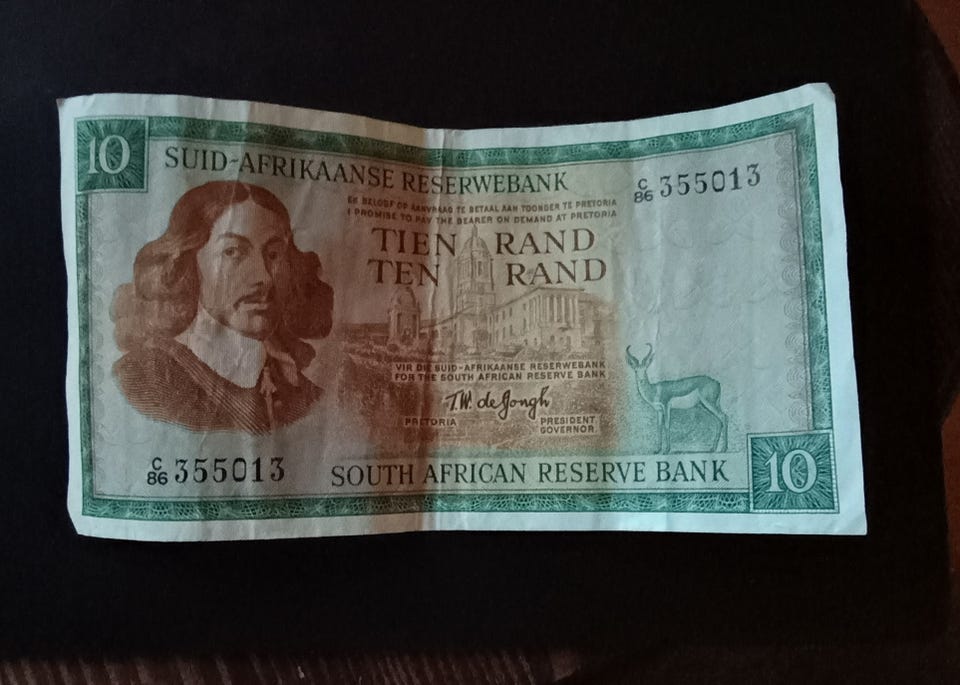 10
SUID-AFRIKAANSE RESERWEBANK
C/86 355013
EK BELOOF OP AANVRAAG TE BETAAL AAN TOONDER TE PRETORIA
I PROMISE TO PAY THE BEARER ON DEMAND AT PRETORIA
TIEN RAND
TEN RAND
VIR DIE SUID-AFRIKAANSE RESERWEBANK
FOR THE SOUTH AFRICAN RESERVE BANK
T.W. de Jongh
PRETORIA PRESIDENT
GOVERNOR
C/86 355013
SOUTH AFRICAN RESERVE BANK
10